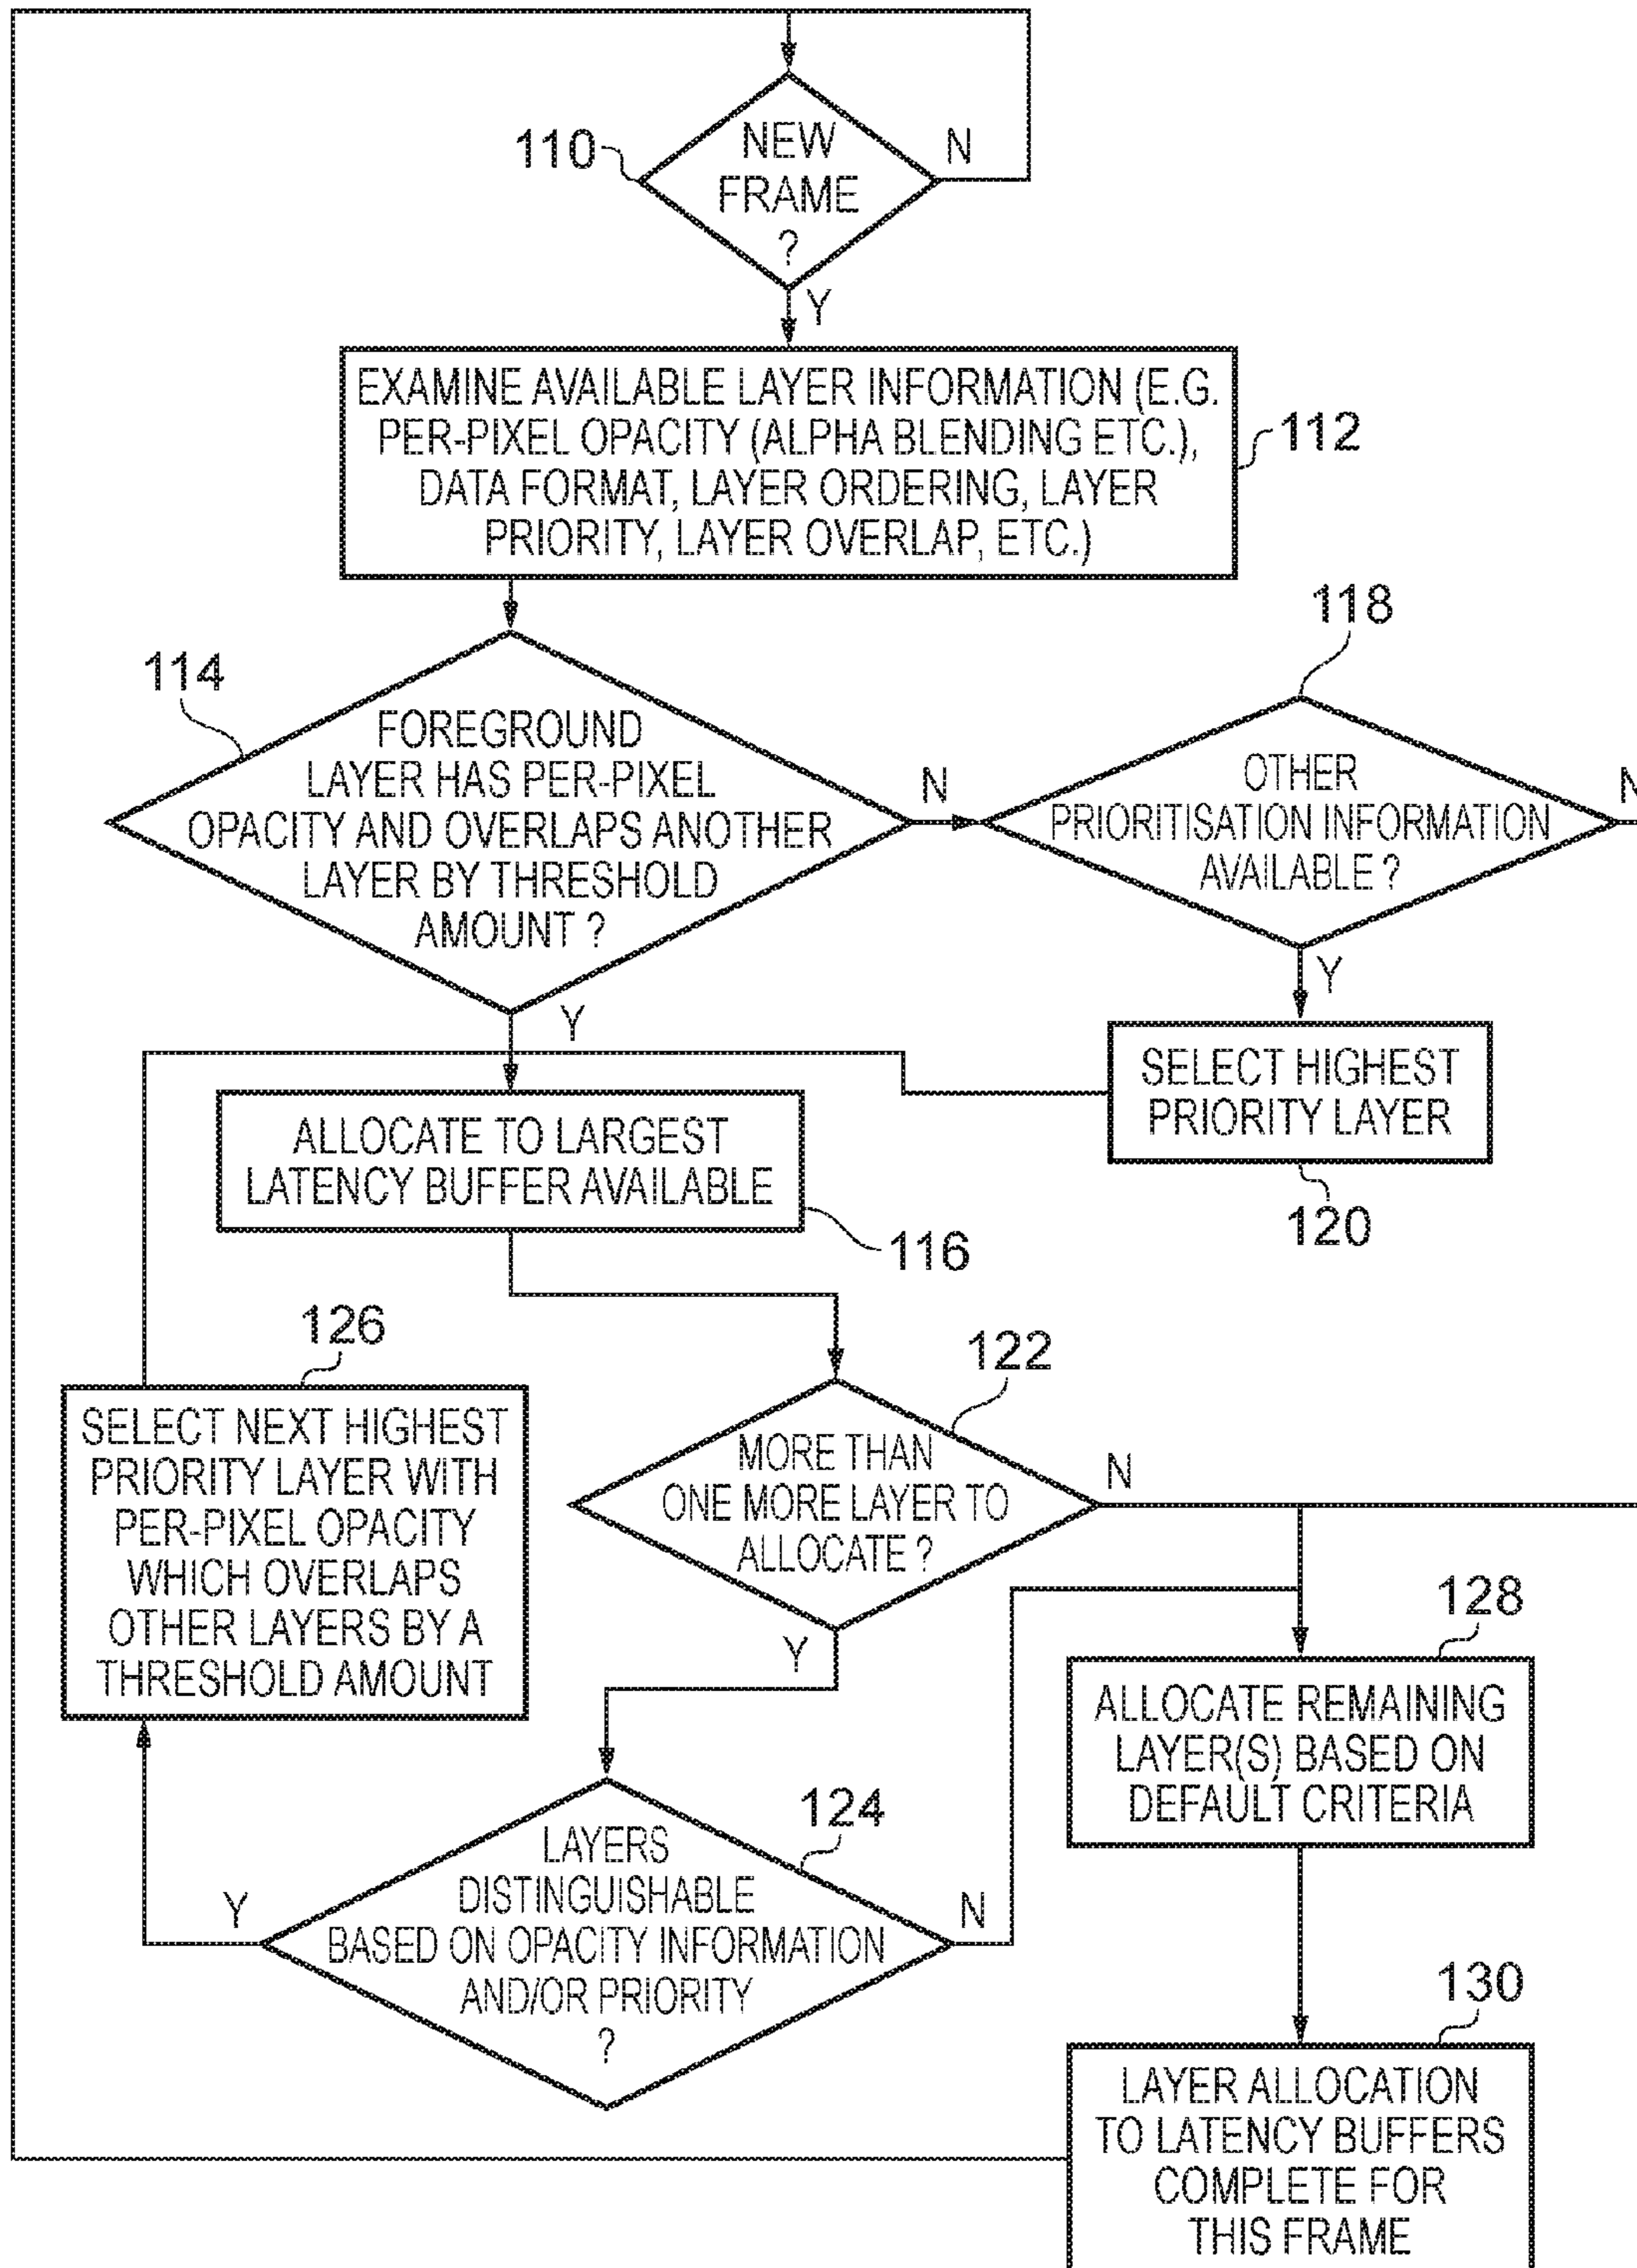 110
NEW
FRAME
?
N
Y
EXAMINE AVAILABLE LAYER INFORMATION (E.G.
PER-PIXEL OPACITY (ALPHA BLENDING ETC.),
DATA FORMAT, LAYER ORDERING, LAYER
PRIORITY, LAYER OVERLAP, ETC.)
112
114
FOREGROUND
LAYER HAS PER-PIXEL
OPACITY AND OVERLAPS ANOTHER
LAYER BY THRESHOLD
AMOUNT ?
N
Y
118
OTHER
PRIORITISATION INFORMATION
AVAILABLE ?
N
Y
SELECT HIGHEST
PRIORITY LAYER
120
ALLOCATE TO LARGEST
LATENCY BUFFER AVAILABLE
116
126
SELECT NEXT HIGHEST
PRIORITY LAYER WITH
PER-PIXEL OPACITY
WHICH OVERLAPS
OTHER LAYERS BY A
THRESHOLD AMOUNT
122
MORE THAN
ONE MORE LAYER TO
ALLOCATE ?
N
Y
124
LAYERS
DISTINGUISHABLE
BASED ON OPACITY INFORMATION
AND/OR PRIORITY
?
Y
N
128
ALLOCATE REMAINING
LAYER(S) BASED ON
DEFAULT CRITERIA
130
LAYER ALLOCATION
TO LATENCY BUFFERS
COMPLETE FOR
THIS FRAME